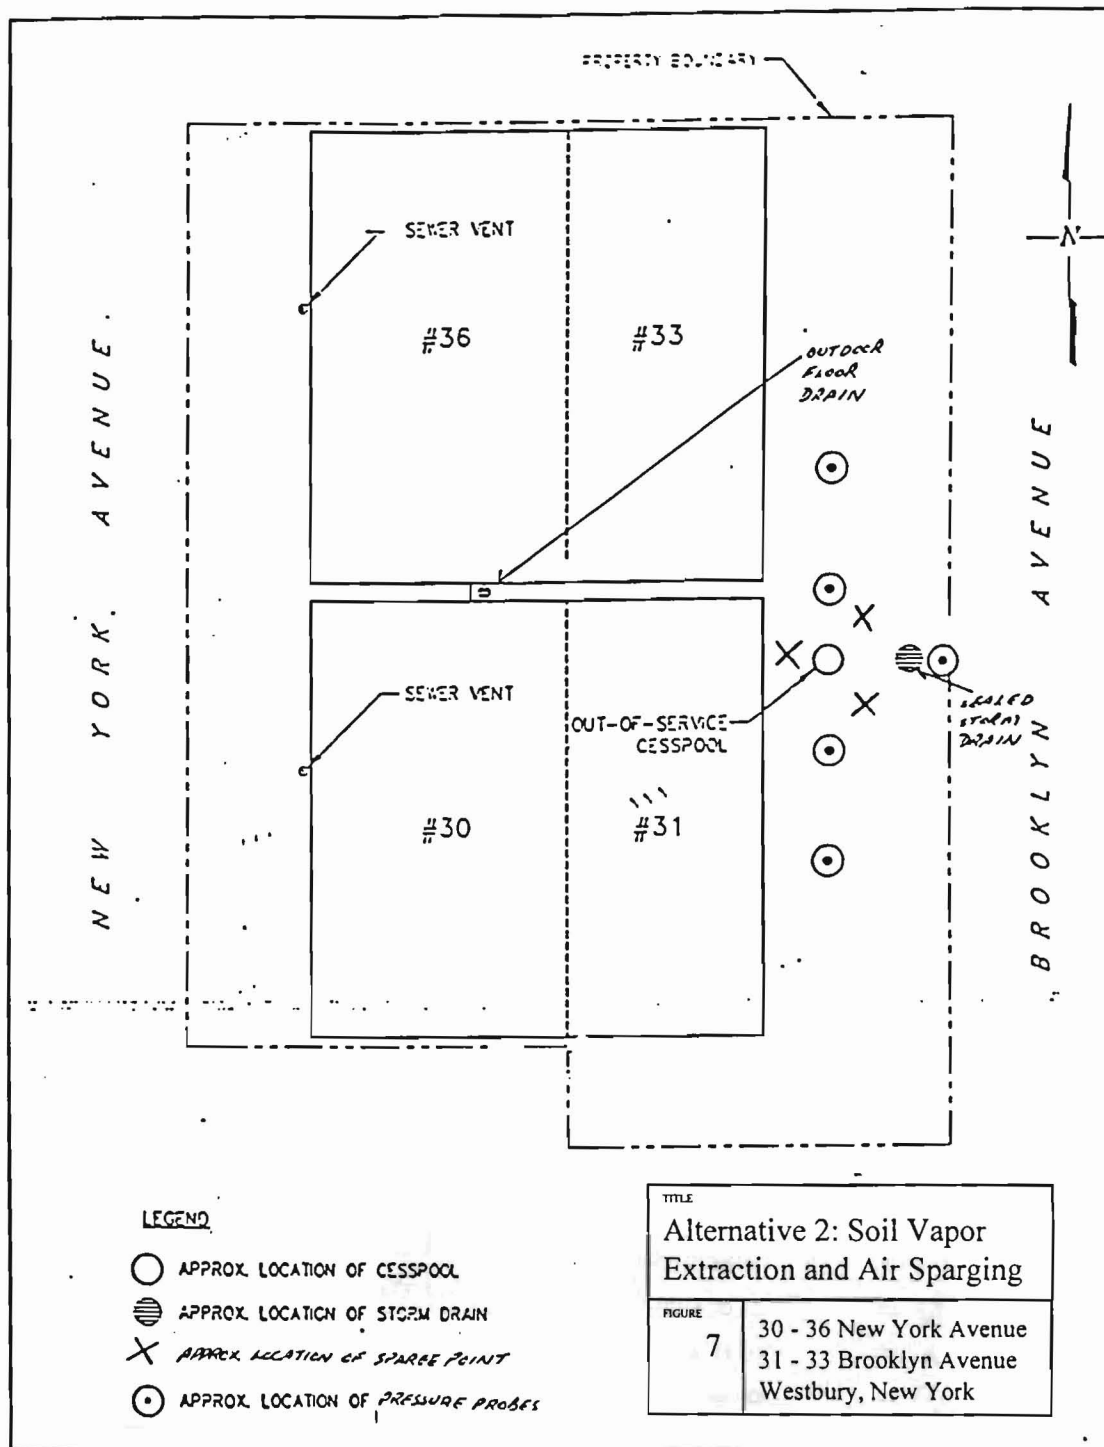 PROPERTY BOUNDARY
N
SEWER VENT
#36
#33
OUTDOOR
FLOOR
DRAIN
NEW YORK AVENUE
BROOKLYN AVENUE
SEWER VENT
OUT-OF-SERVICE
CESSPOOL
SEALED
STORM
DRAIN
#30
#31
LEGEND
APPROX. LOCATION OF CESSPOOL
APPROX. LOCATION OF STORM DRAIN
APPROX LOCATION OF SPARGE POINT
APPROX. LOCATION OF PRESSURE PROBES
TITLE
Alternative 2: Soil Vapor
Extraction and Air Sparging
FIGURE
7
30 - 36 New York Avenue
31 - 33 Brooklyn Avenue
Westbury, New York